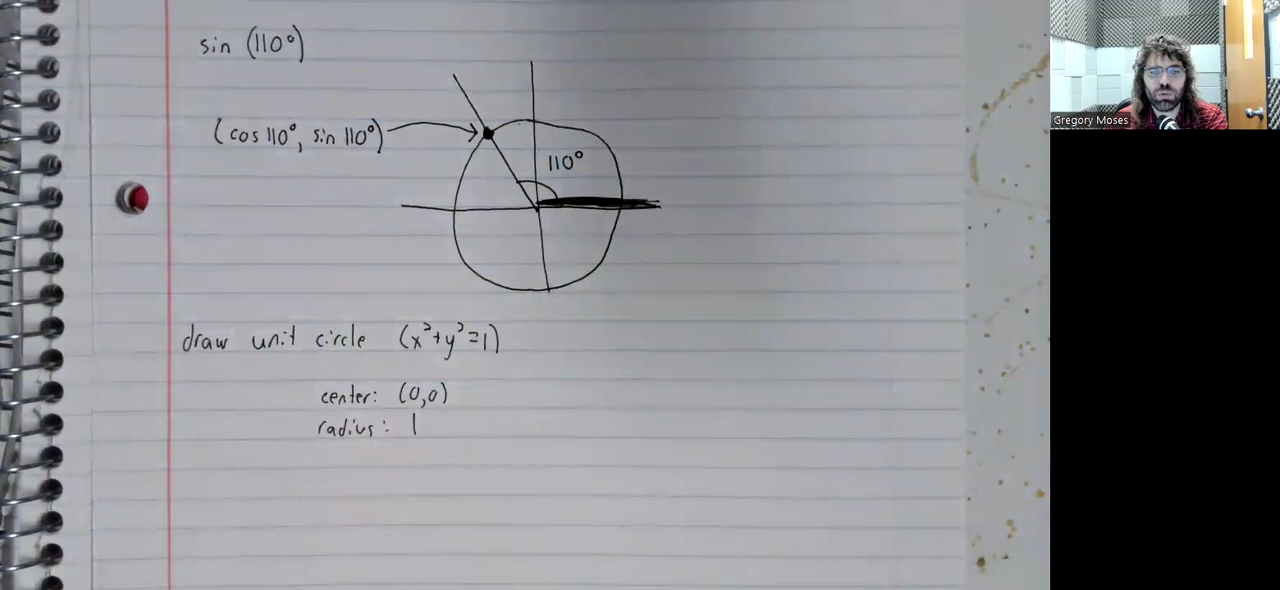 sin (110°)
(cos 110°, sin 110°)
110°
draw unit circle (x²+y²=1)
center: (0,0)
radius: 1
Gregory Moses